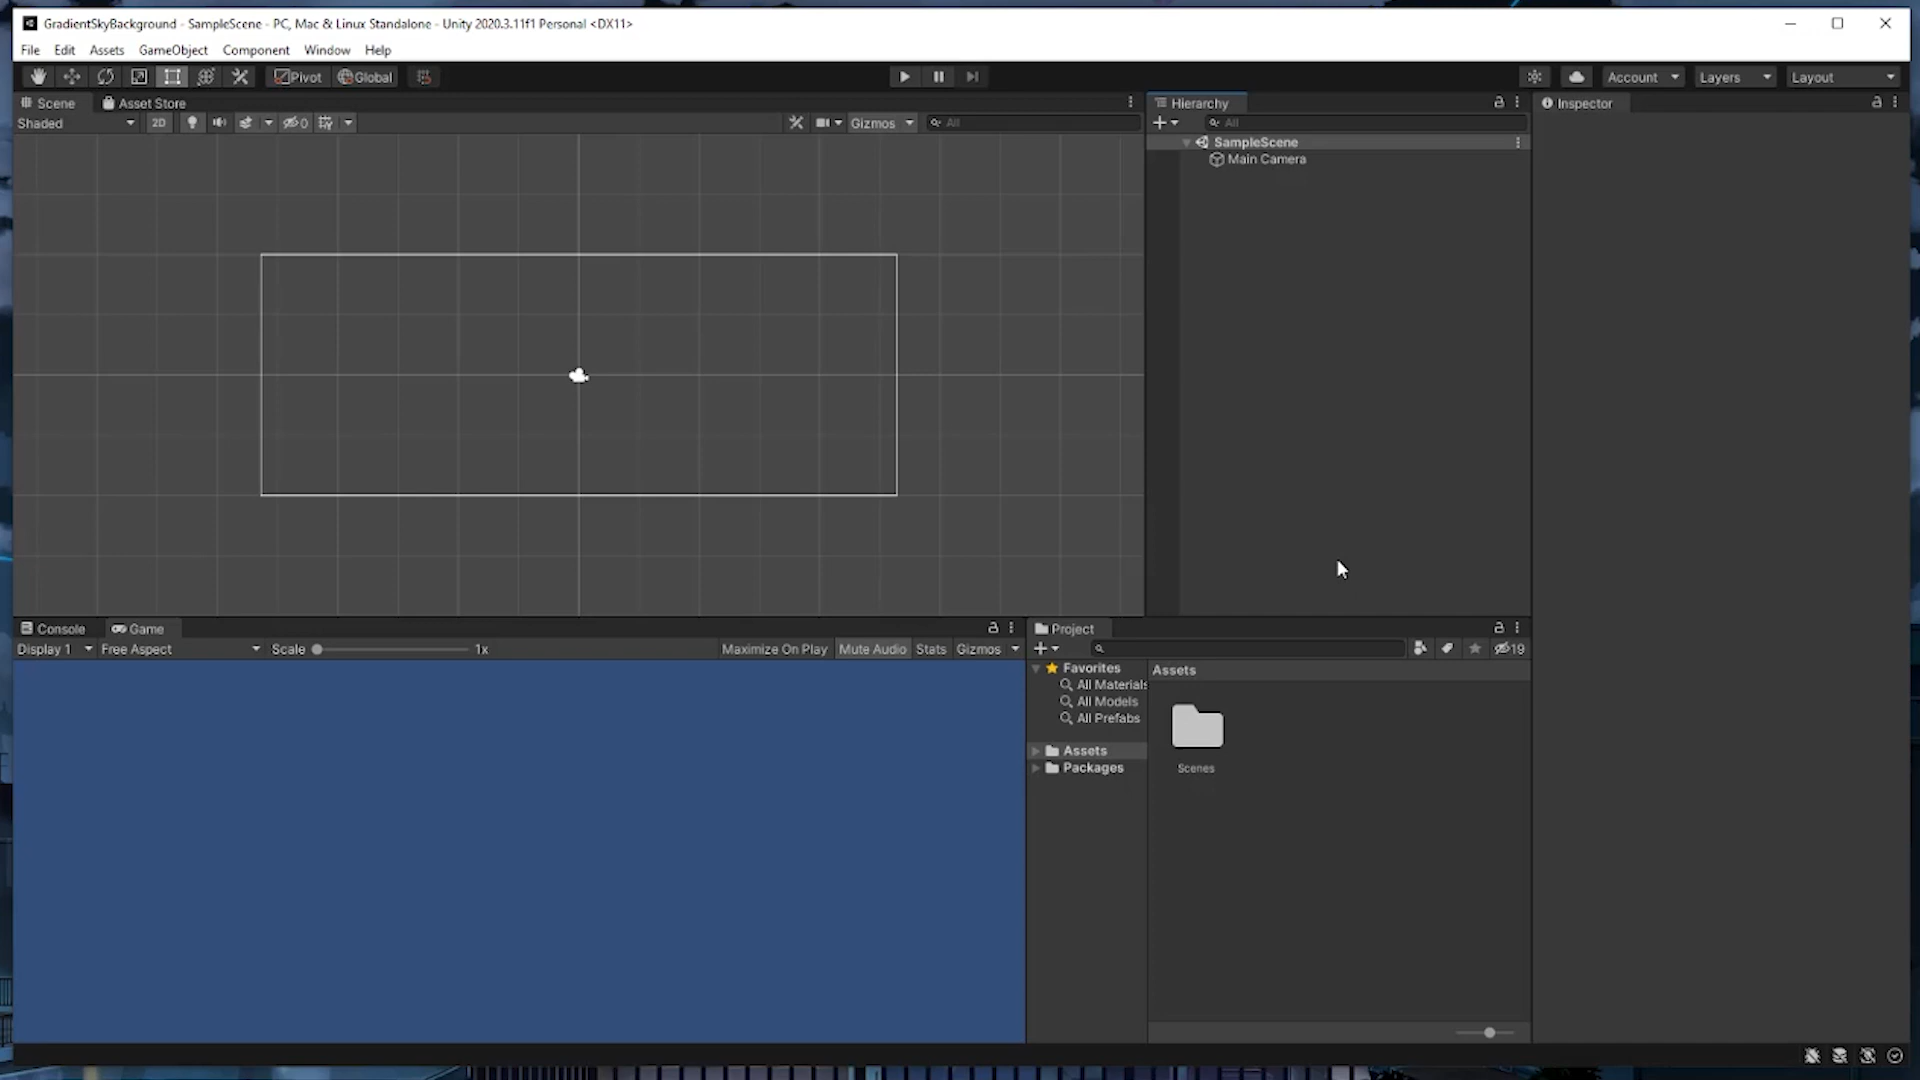 GradientSkyBackground - SampleScene - PC, Mac & Linux Standalone - Unity 2020.3.11f1 Personal <DX11>
File Edit Assets GameObject Component Window Help
Pivot Global Account Layers Layout
Scene Asset Store
Shaded 2D 0 Gizmos All
Hierarchy
All
SampleScene
Main Camera
Inspector
Console Game
Display 1 Free Aspect Scale 1x Maximize On Play Mute Audio Stats Gizmos
Project
19
Favorites
All Materials
All Models
All Prefabs
Assets
Packages
Assets
Scenes